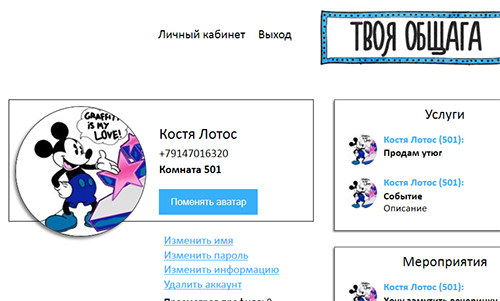 Личный кабинет Выход
ТВОЯ ОБЩАГА
GRAFFITI
IS MY
LOVE!
Костя Лотос
+79147016320
Комната 501
Поменять аватар
Изменить имя
Изменить пароль
Изменить информацию
Удалить аккаунт
Услуги
Костя Лотос (501):
Продам утюг
Костя Лотос (501):
Событие
Описание
Мероприятия
Костя Лотос (501):